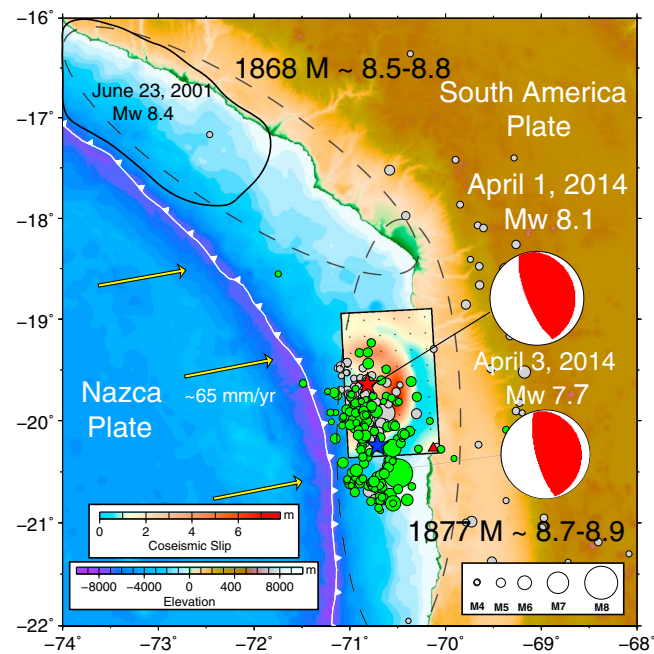 −16°
−17°
−18°
−19°
−20°
−21°
−22°
1868 M ~ 8.5-8.8
June 23, 2001
Mw 8.4
South America
Plate
April 1, 2014
Mw 8.1
April 3, 2014
Mw 7.7
Nazca
Plate
~65 mm/yr
1877 M ~ 8.7-8.9
0 2 4 6 m
Coseismic Slip
−8000 −4000 0 4000 8000 m
Elevation
M4 M5 M6 M7 M8
−74 −73 −72 −71 −70 −69 −68